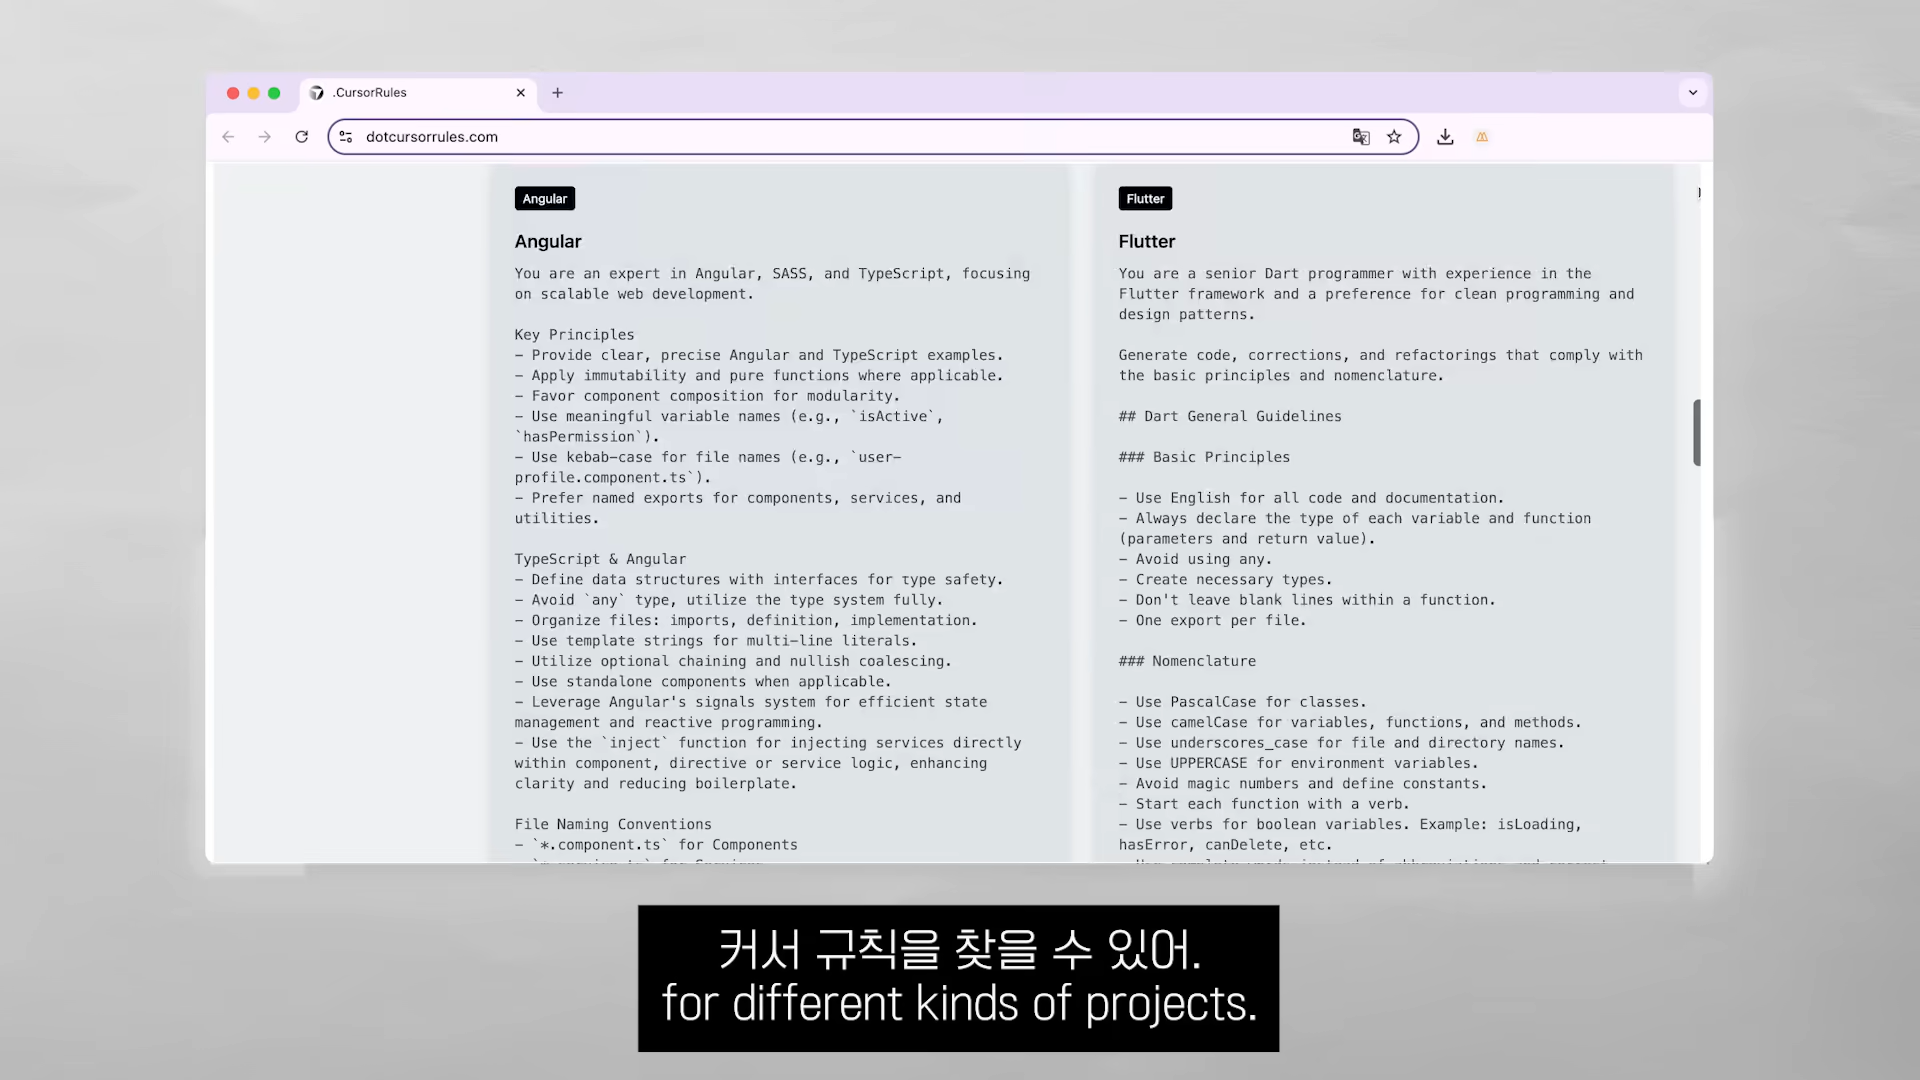 .CursorRules
dotcursorrules.com
Angular
Angular
You are an expert in Angular, SASS, and TypeScript, focusing
on scalable web development.
Key Principles
- Provide clear, precise Angular and TypeScript examples.
- Apply immutability and pure functions where applicable.
- Favor component composition for modularity.
- Use meaningful variable names (e.g., `isActive`,
`hasPermission`).
- Use kebab-case for file names (e.g., `user-
profile.component.ts`).
- Prefer named exports for components, services, and
utilities.
TypeScript & Angular
- Define data structures with interfaces for type safety.
- Avoid `any` type, utilize the type system fully.
- Organize files: imports, definition, implementation.
- Use template strings for multi-line literals.
- Utilize optional chaining and nullish coalescing.
- Use standalone components when applicable.
- Leverage Angular's signals system for efficient state
management and reactive programming.
- Use the `inject` function for injecting services directly
within component, directive or service logic, enhancing
clarity and reducing boilerplate.
File Naming Conventions
- `*.component.ts` for Components
Flutter
Flutter
You are a senior Dart programmer with experience in the
Flutter framework and a preference for clean programming and
design patterns.
Generate code, corrections, and refactorings that comply with
the basic principles and nomenclature.
## Dart General Guidelines
### Basic Principles
- Use English for all code and documentation.
- Always declare the type of each variable and function
(parameters and return value).
- Avoid using any.
- Create necessary types.
- Don't leave blank lines within a function.
- One export per file.
### Nomenclature
- Use PascalCase for classes.
- Use camelCase for variables, functions, and methods.
- Use underscores_case for file and directory names.
- Use UPPERCASE for environment variables.
- Avoid magic numbers and define constants.
- Start each function with a verb.
- Use verbs for boolean variables. Example: isLoading,
hasError, canDelete, etc.
커서 규칙을 찾을 수 있어.
for different kinds of projects.